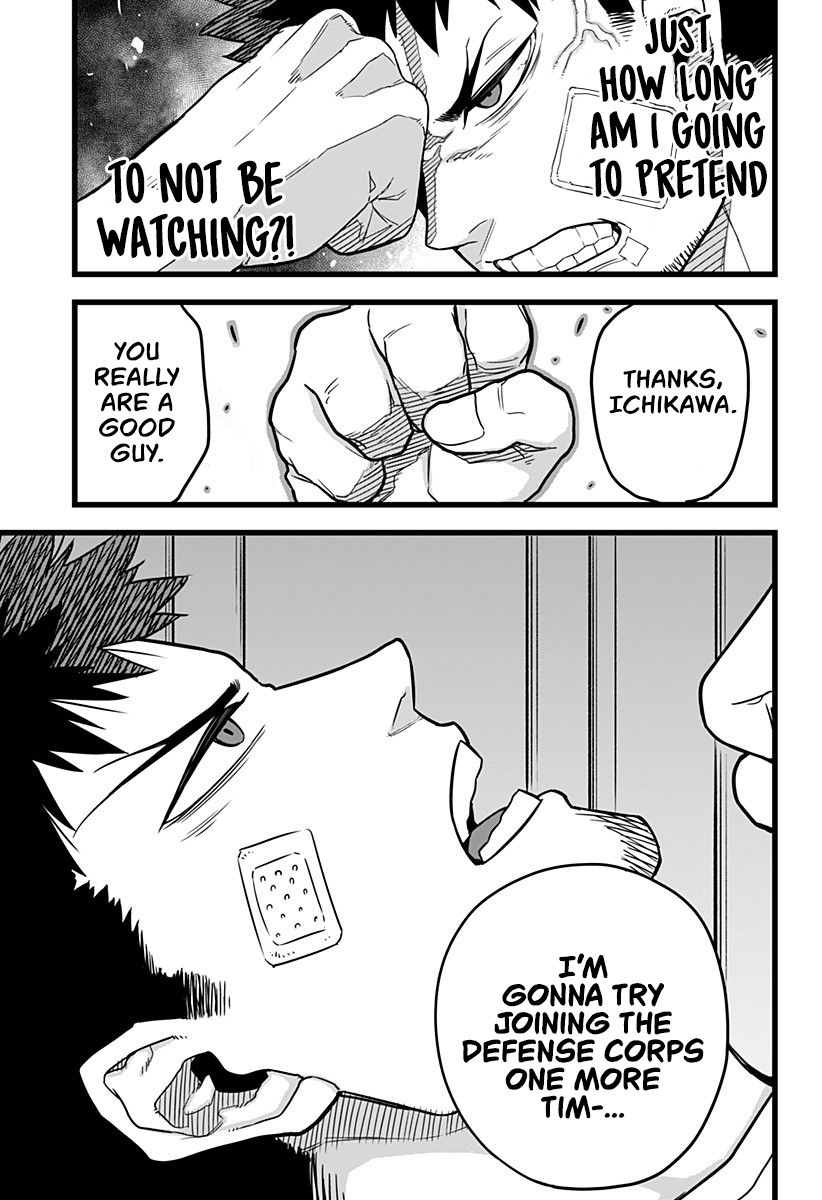 JUST
HOW LONG
AM I GOING
TO PRETEND
TO NOT BE
WATCHING?!
THANKS,
ICHIKAWA.
YOU
REALLY
ARE A
GOOD
GUY.
I'M
GONNA TRY
JOINING THE
DEFENSE CORPS
ONE MORE
TIM-...